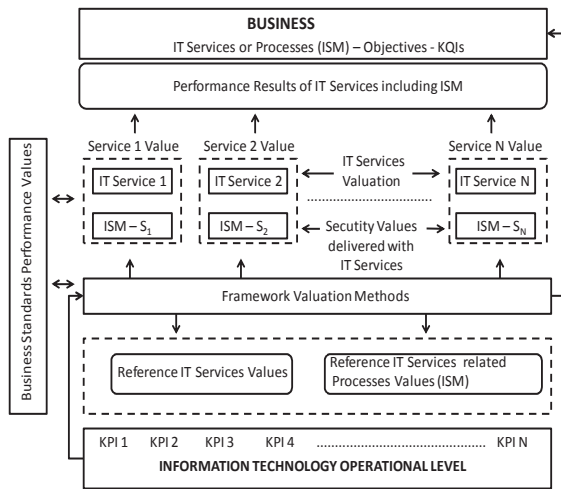 BUSINESS
IT Services or Processes (ISM) – Objectives - KQIs
Performance Results of IT Services including ISM
Service 1 Value
Service 2 Value
Service N Value
IT Service 1
IT Service 2
IT Services
Valuation
IT Service N
................................
ISM – S1
ISM – S2
Secutity Values
delivered with
IT Services
ISM – SN
Business Standards Performance Values
Framework Valuation Methods
Reference IT Services Values
Reference IT Services related
Processes Values (ISM)
KPI 1 KPI 2 KPI 3 KPI 4 ........................................... KPI N
INFORMATION TECHNOLOGY OPERATIONAL LEVEL